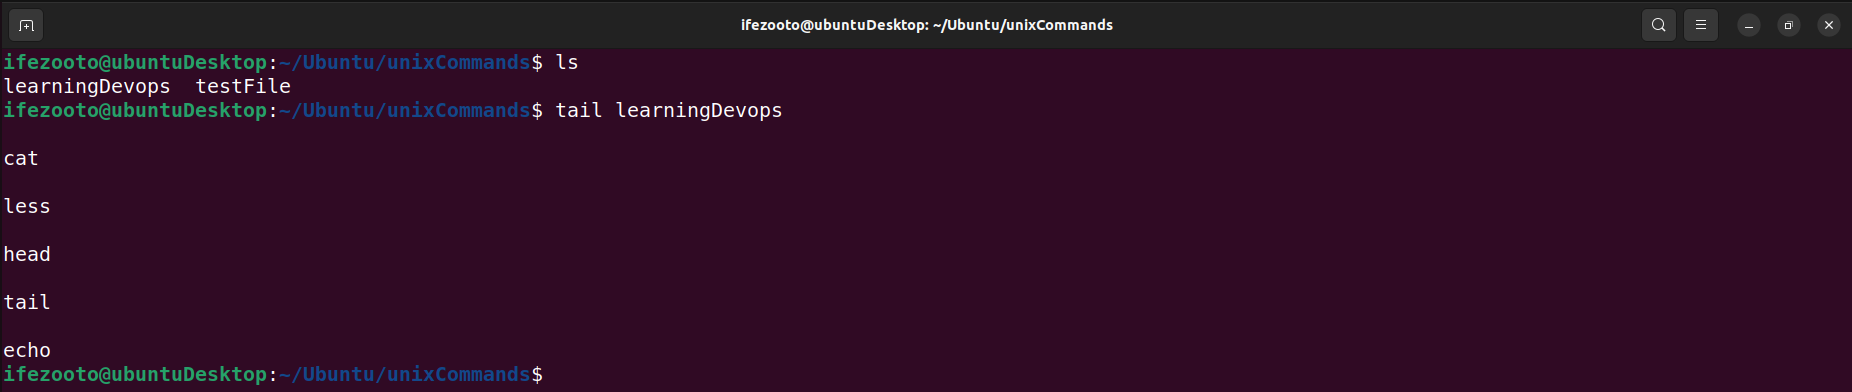 ifezooto@ubuntuDesktop: ~/Ubuntu/unixCommands
ifezooto@ubuntuDesktop:~/Ubuntu/unixCommands$ ls
learningDevops  testFile
ifezooto@ubuntuDesktop:~/Ubuntu/unixCommands$ tail learningDevops
cat
less
head
tail
echo
ifezooto@ubuntuDesktop:~/Ubuntu/unixCommands$